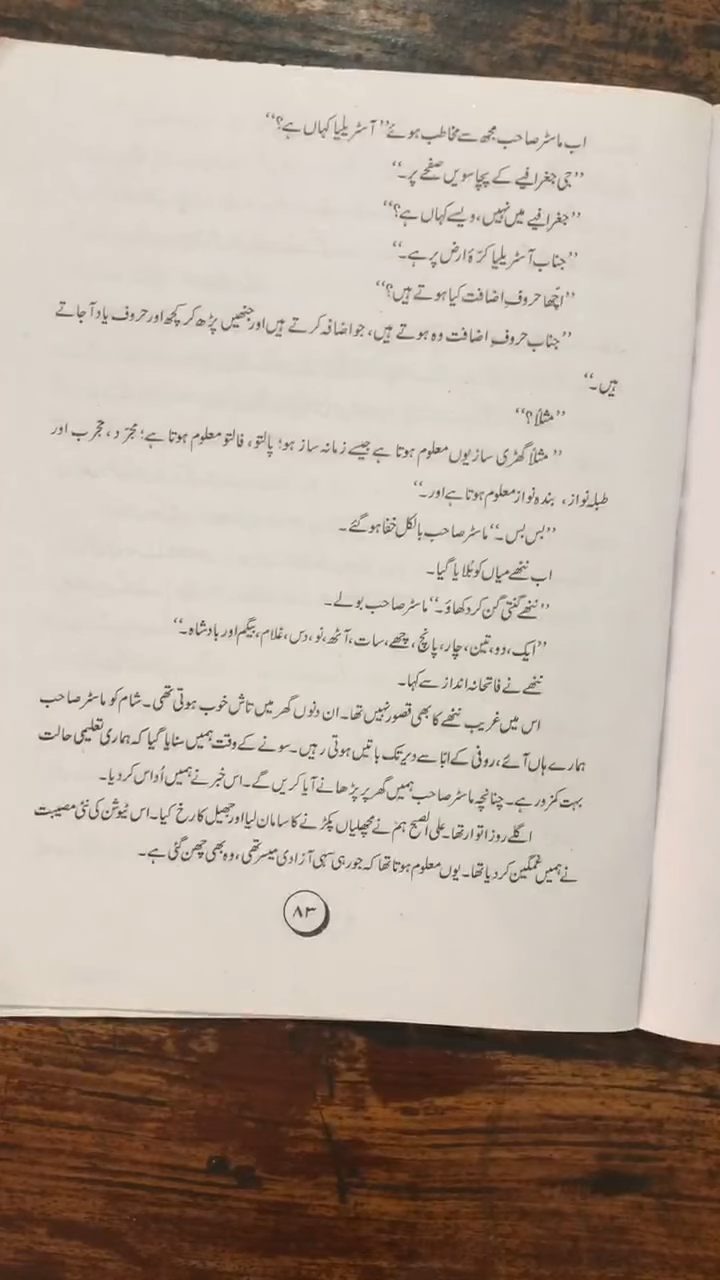 اب ماسٹر صاحب مجھ سے مخاطب ہوئے ”آسٹریلیا کہاں ہے؟“
”جی جغرافیے کے پچاسویں صفحے پر۔“
”جغرافیے میں نہیں، ویسے کہاں ہے؟“
”جناب آسٹریلیا کرّۂ ارض پر ہے۔“
”اچّھا حروفِ اضافت کیا ہوتے ہیں؟“
”جناب حروفِ اضافت وہ ہوتے ہیں، جو اضافہ کرتے ہیں اور جنھیں پڑھ کر کچھ اور حروف یاد آ جاتے
ہیں۔“
”مثلاً؟“
”مثلاً گھڑی ساز یوں معلوم ہوتا ہے جیسے زمانہ ساز ہو؛ پالتو، فالتو معلوم ہوتا ہے؛ مجرّد، مجرب اور
طبلہ نواز، بندہ نواز معلوم ہوتا ہے اور۔“
”بس بس۔“ ماسٹر صاحب بالکل خفا ہو گئے۔
اب ننھے میاں کو بُلایا گیا۔
”ننھے گنتی گن کر دکھاؤ۔“ ماسٹر صاحب بولے۔
”ایک، دو، تین، چار، پانچ، چھے، سات، آٹھ، نو، دس، غلام، بیگم اور بادشاہ۔“
ننھے نے فاتحانہ انداز سے کہا۔
اس میں غریب ننھے کا بھی قصور نہیں تھا۔ ان دنوں گھر میں تاش خوب ہوتی تھی۔ شام کو ماسٹر صاحب
ہمارے ہاں آئے، روفی کے ابّا سے دیر تک باتیں ہوتی رہیں۔ سونے کے وقت ہمیں سنایا گیا کہ ہماری تعلیمی حالت
بہت کمزور ہے۔ چنانچہ ماسٹر صاحب ہمیں گھر پر پڑھانے آیا کریں گے۔ اس خبر نے ہمیں اُداس کر دیا۔
اگلے روز اتوار تھا۔ علی الصبح ہم نے مچھلیاں پکڑنے کا سامان لیا اور جھیل کا رخ کیا۔ اس ٹیوشن کی نئی مصیبت
نے ہمیں غمگین کر دیا تھا۔ یوں معلوم ہوتا تھا کہ جو رہی سہی آزادی میسر تھی، وہ بھی چھن گئی ہے۔
۸۳